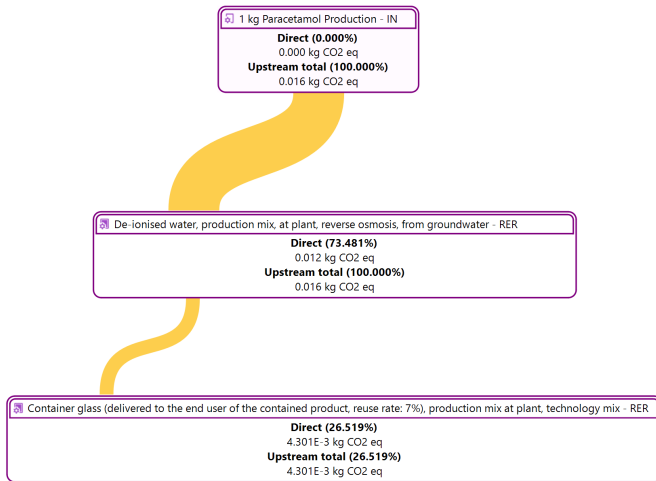 1 kg Paracetamol Production - IN
Direct (0.000%)
0.000 kg CO2 eq
Upstream total (100.000%)
0.016 kg CO2 eq
De-ionised water, production mix, at plant, reverse osmosis, from groundwater - RER
Direct (73.481%)
0.012 kg CO2 eq
Upstream total (100.000%)
0.016 kg CO2 eq
Container glass (delivered to the end user of the contained product, reuse rate: 7%), production mix at plant, technology mix - RER
Direct (26.519%)
4.301E-3 kg CO2 eq
Upstream total (26.519%)
4.301E-3 kg CO2 eq